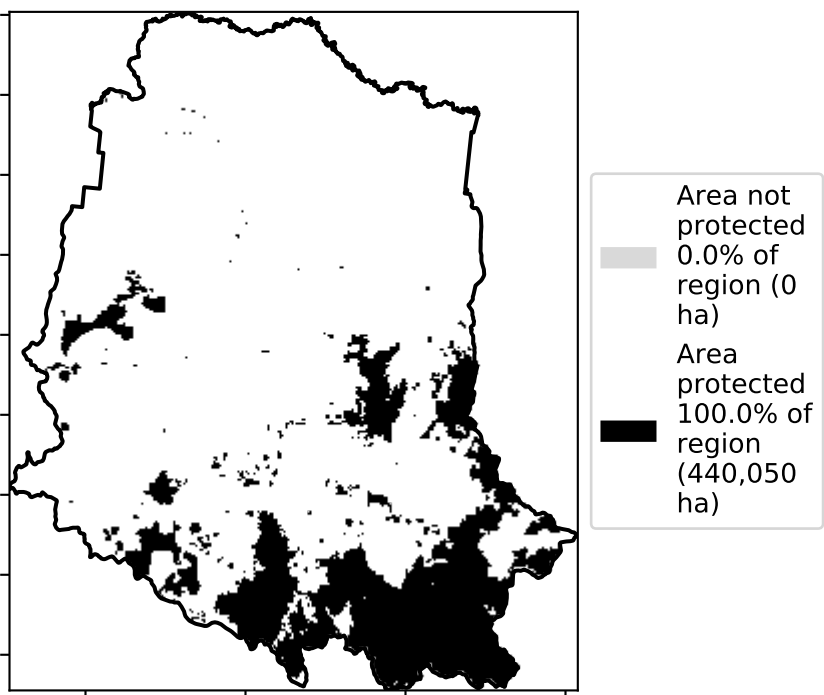 Area not
protected
0.0% of
region (0
ha)
Area
protected
100.0% of
region
(440,050
ha)